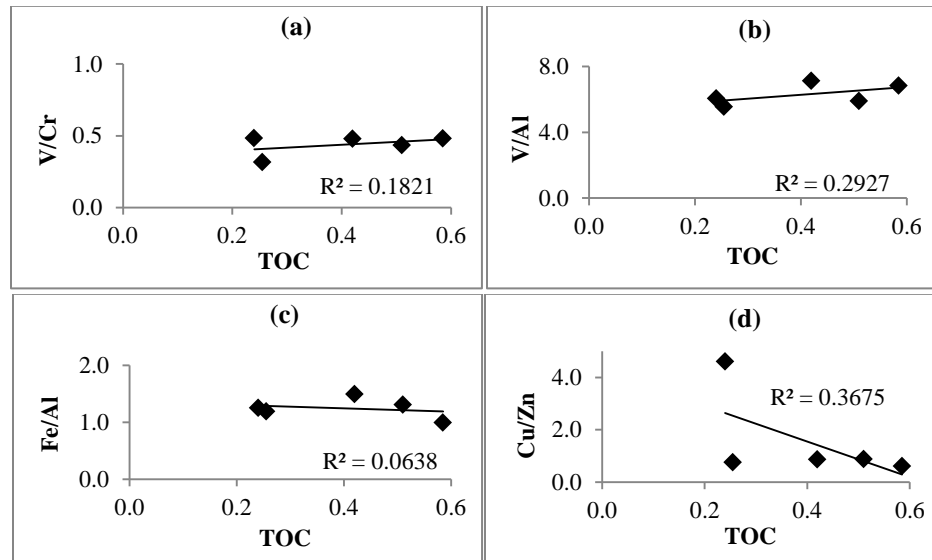 (a)
V/Cr
1.0
0.5
0.0
R² = 0.1821
0.0 0.2 0.4 0.6
TOC
(b)
V/Al
8.0
4.0
0.0
R² = 0.2927
0.0 0.2 0.4 0.6
TOC
(c)
Fe/Al
2.0
1.0
0.0
R² = 0.0638
0.0 0.2 0.4 0.6
TOC
(d)
Cu/Zn
4.0
2.0
0.0
R² = 0.3675
0.0 0.2 0.4 0.6
TOC